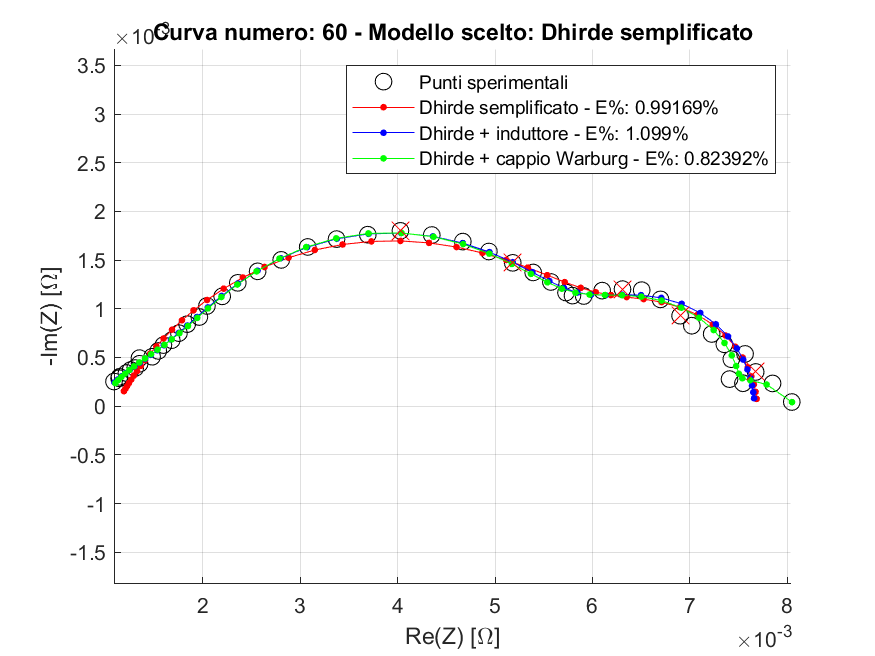 ×10⁻³
Curva numero: 60 - Modello scelto: Dhirde semplificato
Punti sperimentali
Dhirde semplificato - E%: 0.99169%
Dhirde + induttore - E%: 1.099%
Dhirde + cappio Warburg - E%: 0.82392%
3.5
3
2.5
2
1.5
1
0.5
0
-0.5
-1
-1.5
-Im(Z) [Ω]
2 3 4 5 6 7 8
Re(Z) [Ω]
×10⁻³